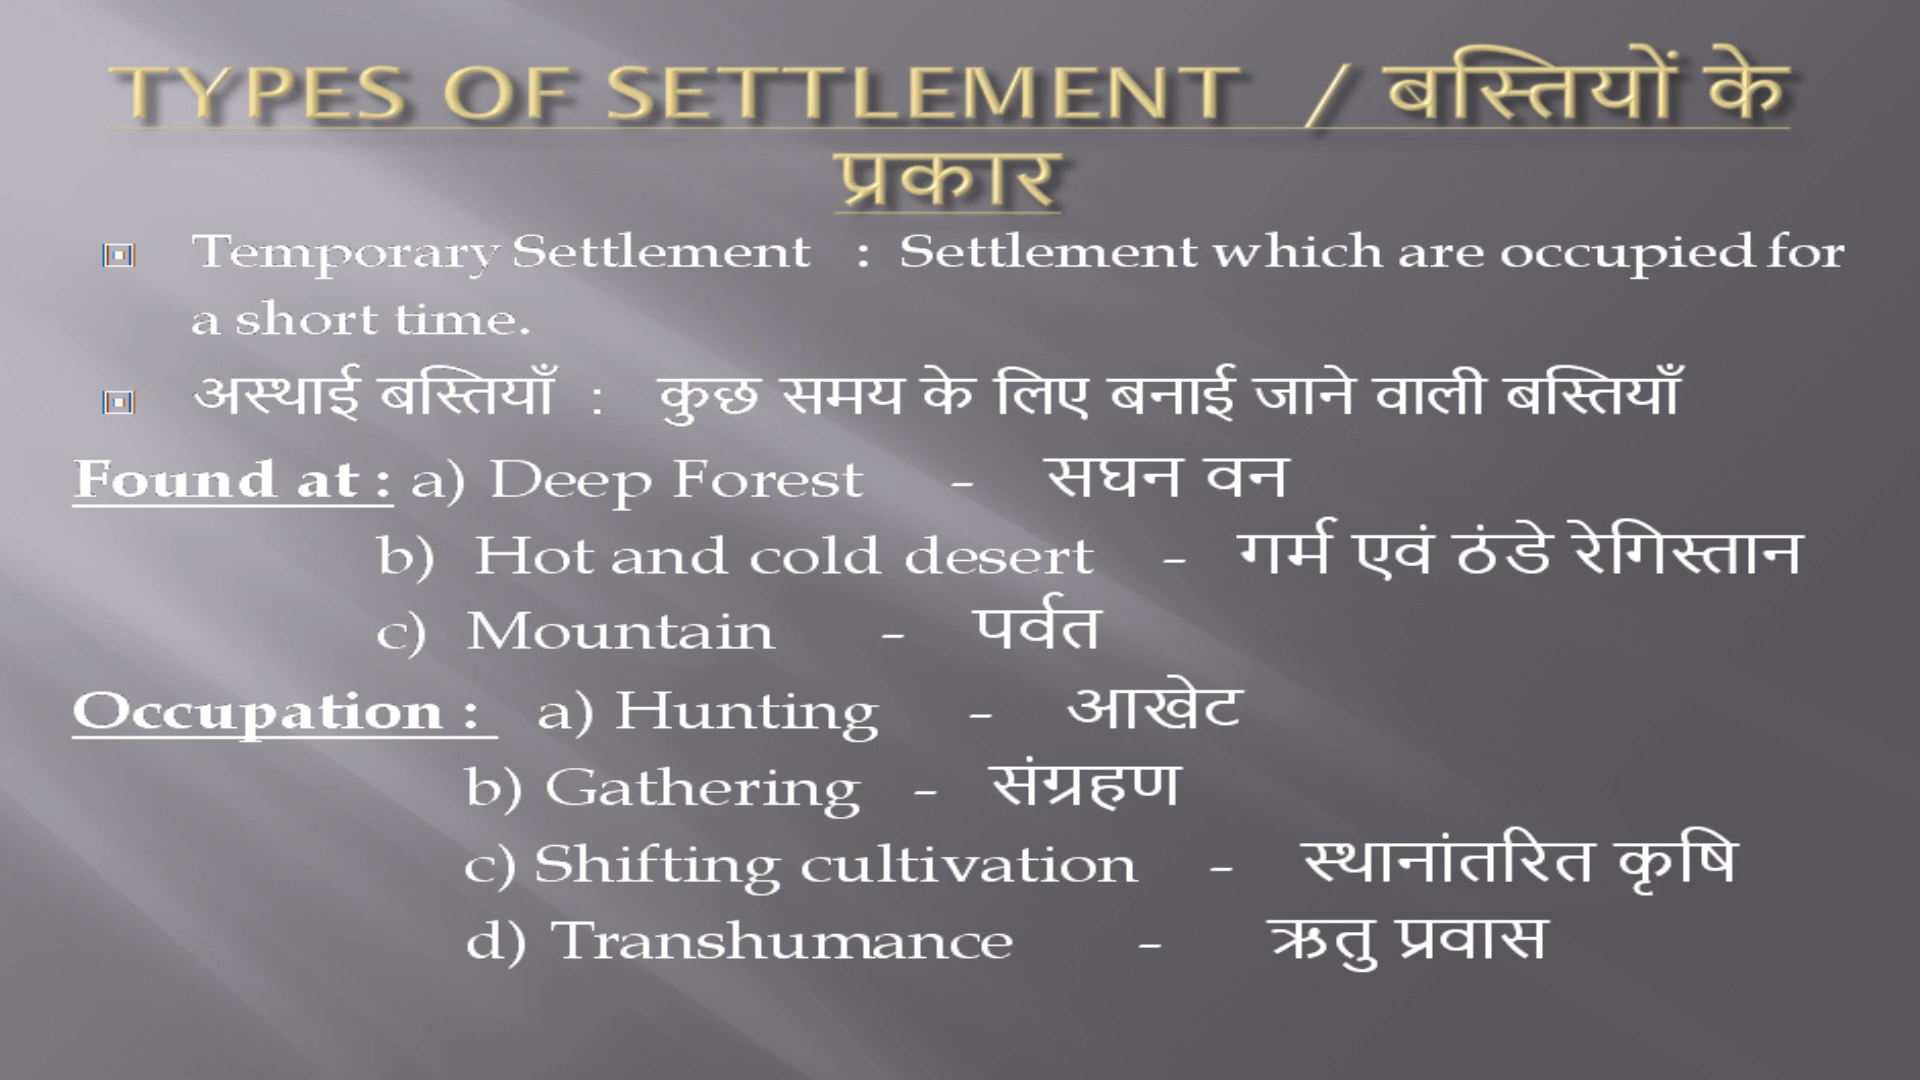 TYPES OF SETTLEMENT / बस्तियों के
प्रकार
Temporary Settlement : Settlement which are occupied for
a short time.
अस्थाई बस्तियाँ : कुछ समय के लिए बनाई जाने वाली बस्तियाँ
Found at : a) Deep Forest - सघन वन
b) Hot and cold desert - गर्म एवं ठंडे रेगिस्तान
c) Mountain - पर्वत
Occupation : a) Hunting - आखेट
b) Gathering - संग्रहण
c) Shifting cultivation - स्थानांतरित कृषि
d) Transhumance - ऋतु प्रवास